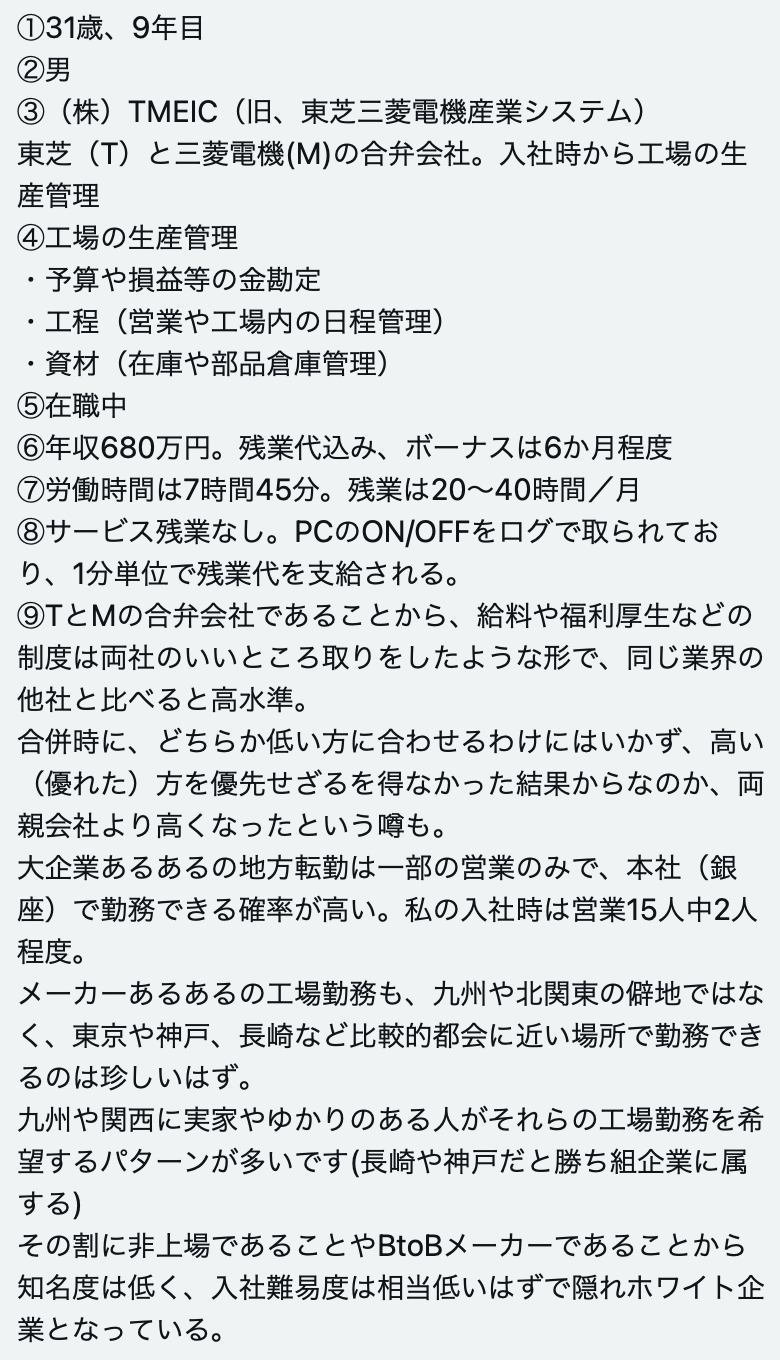 ①31歳、9年目
②男
③（株）TMEIC（旧、東芝三菱電機産業システム）
東芝（T）と三菱電機(M)の合弁会社。入社時から工場の生
産管理
④工場の生産管理
・予算や損益等の金勘定
・工程（営業や工場内の日程管理）
・資材（在庫や部品倉庫管理）
⑤在職中
⑥年収680万円。残業代込み、ボーナスは6か月程度
⑦労働時間は7時間45分。残業は20〜40時間／月
⑧サービス残業なし。PCのON/OFFをログで取られてお
り、1分単位で残業代を支給される。
⑨TとMの合弁会社であることから、給料や福利厚生などの
制度は両社のいいところ取りをしたような形で、同じ業界の
他社と比べると高水準。
合併時に、どちらか低い方に合わせるわけにはいかず、高い
（優れた）方を優先せざるを得なかった結果からなのか、両
親会社より高くなったという噂も。
大企業あるあるの地方転勤は一部の営業のみで、本社（銀
座）で勤務できる確率が高い。私の入社時は営業15人中2人
程度。
メーカーあるあるの工場勤務も、九州や北関東の僻地ではな
く、東京や神戸、長崎など比較的都会に近い場所で勤務でき
るのは珍しいはず。
九州や関西に実家やゆかりのある人がそれらの工場勤務を希
望するパターンが多いです(長崎や神戸だと勝ち組企業に属
する)
その割に非上場であることやBtoBメーカーであることから
知名度は低く、入社難易度は相当低いはずで隠れホワイト企
業となっている。